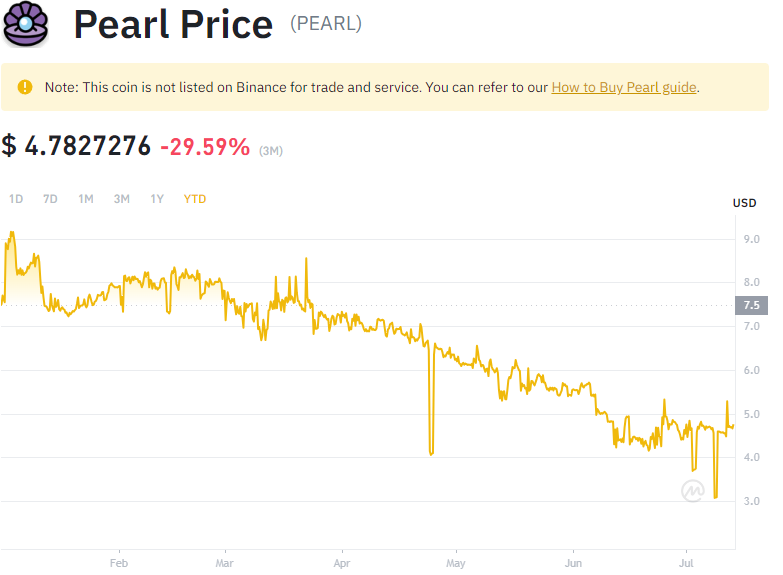 Pearl Price (PEARL)
Note: This coin is not listed on Binance for trade and service. You can refer to our How to Buy Pearl guide.
$ 4.7827276 -29.59% (3M)
1D 7D 1M 3M 1Y YTD
USD
9.0
8.0
7.5
7.0
6.0
5.0
4.0
3.0
Feb Mar Apr May Jun Jul